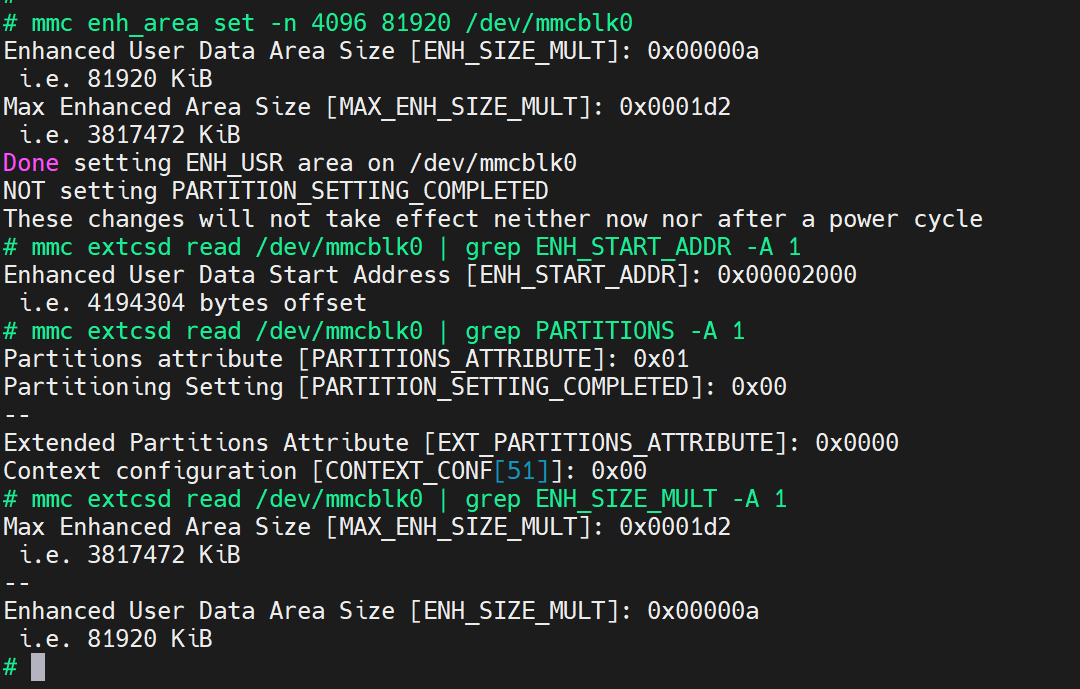 #
# mmc enh_area set -n 4096 81920 /dev/mmcblk0
Enhanced User Data Area Size [ENH_SIZE_MULT]: 0x00000a
 i.e. 81920 KiB
Max Enhanced Area Size [MAX_ENH_SIZE_MULT]: 0x0001d2
 i.e. 3817472 KiB
Done setting ENH_USR area on /dev/mmcblk0
NOT setting PARTITION_SETTING_COMPLETED
These changes will not take effect neither now nor after a power cycle
# mmc extcsd read /dev/mmcblk0 | grep ENH_START_ADDR -A 1
Enhanced User Data Start Address [ENH_START_ADDR]: 0x00002000
 i.e. 4194304 bytes offset
# mmc extcsd read /dev/mmcblk0 | grep PARTITIONS -A 1
Partitions attribute [PARTITIONS_ATTRIBUTE]: 0x01
Partitioning Setting [PARTITION_SETTING_COMPLETED]: 0x00
--
Extended Partitions Attribute [EXT_PARTITIONS_ATTRIBUTE]: 0x0000
Context configuration [CONTEXT_CONF[51]]: 0x00
# mmc extcsd read /dev/mmcblk0 | grep ENH_SIZE_MULT -A 1
Max Enhanced Area Size [MAX_ENH_SIZE_MULT]: 0x0001d2
 i.e. 3817472 KiB
--
Enhanced User Data Area Size [ENH_SIZE_MULT]: 0x00000a
 i.e. 81920 KiB
#